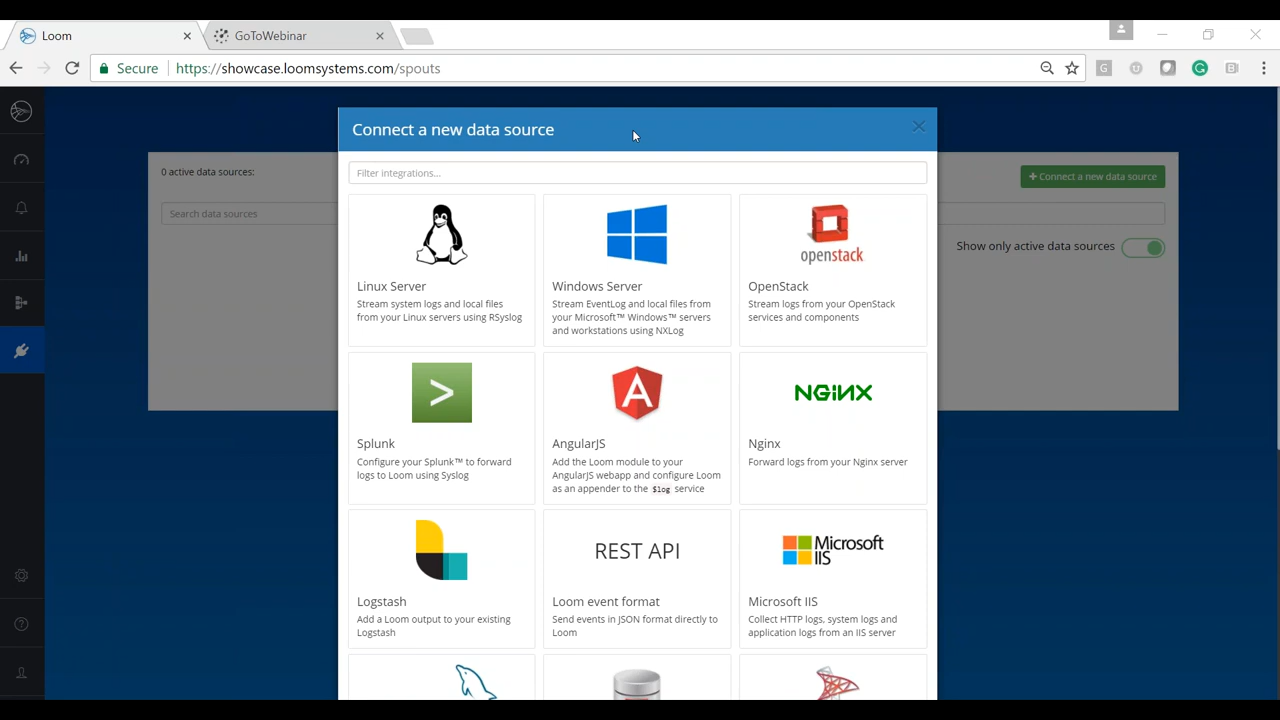 Loom
GoToWebinar
Secure
https://showcase.loomsystems.com/spouts
Connect a new data source
0 active data sources:
+ Connect a new data source
Search data sources
Show only active data sources
Filter integrations...
Linux Server
Stream system logs and local files
from your Linux servers using RSyslog
Windows Server
Stream EventLog and local files from
your Microsoft™ Windows™ servers
and workstations using NXLog
openstack
OpenStack
Stream logs from your OpenStack
services and components
Splunk
Configure your Splunk™ to forward
logs to Loom using Syslog
A
AngularJS
Add the Loom module to your
AngularJS webapp and configure Loom
as an appender to the $log service
NGINX
Nginx
Forward logs from your Nginx server
Logstash
Add a Loom output to your existing
Logstash
REST API
Loom event format
Send events in JSON format directly to
Loom
Microsoft
IIS
Microsoft IIS
Collect HTTP logs, system logs and
application logs from an IIS server